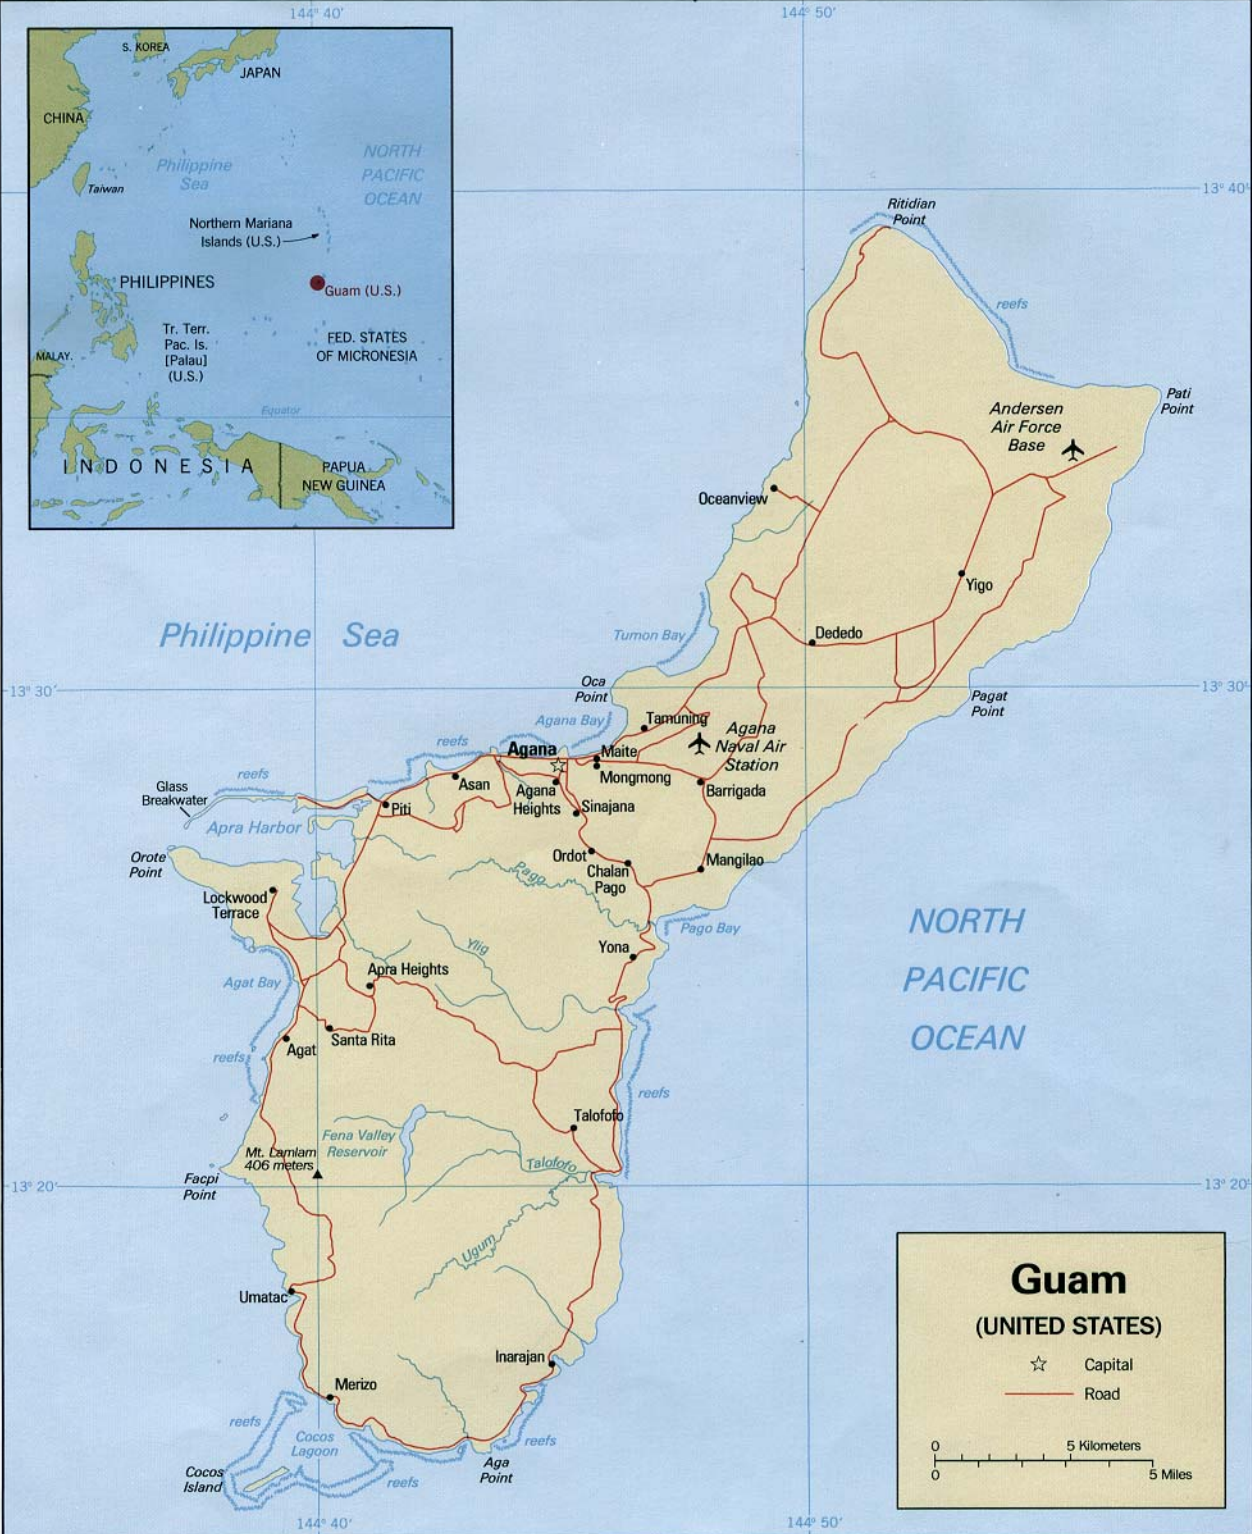 144° 40'
144° 50'
S. KOREA
JAPAN
CHINA
Philippine
Sea
NORTH
PACIFIC
OCEAN
Taiwan
Northern Mariana
Islands (U.S.)
PHILIPPINES
Guam (U.S.)
Tr. Terr.
Pac. Is.
[Palau]
(U.S.)
FED. STATES
OF MICRONESIA
MALAY.
Equator
INDONESIA
PAPUA
NEW GUINEA
13° 40'
Ritidian
Point
reefs
Pati
Point
Andersen
Air Force
Base
Oceanview
Yigo
Philippine Sea
Tumon Bay
Dededo
13° 30'
Oca
Point
13° 30'
Pagat
Point
Agana Bay
Tamuning
Agana
Naval Air
Station
reefs
Agana
Maite
Mongmong
Asan
Agana
Heights
Barrigada
reefs
Glass
Breakwater
Piti
Sinajana
Apra Harbor
Orote
Point
Ordot
Chalan
Pago
Mangilao
Pago
Lockwood
Terrace
Pago Bay
NORTH
PACIFIC
OCEAN
Ylig
Yona
Apra Heights
Agat Bay
Santa Rita
Agat
reefs
reefs
Talofofo
Fena Valley
Reservoir
Mt. Lamlam
406 meters
Talofofo
Facpi
Point
13° 20'
13° 20'
Ugum
Umatac
Inarajan
Merizo
reefs
Cocos
Lagoon
reefs
Cocos
Island
reefs
Aga
Point
Guam
(UNITED STATES)
Capital
Road
0 5 Kilometers
0 5 Miles
144° 40'
144° 50'